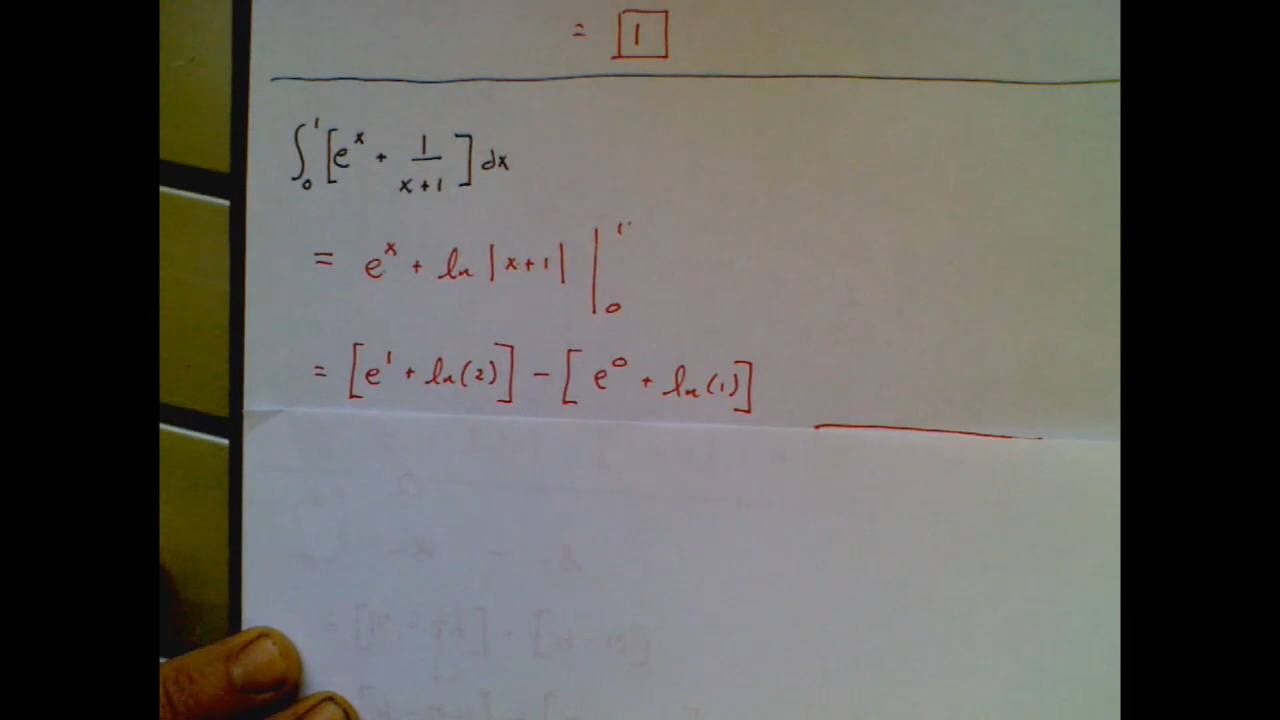 = 1
∫₀¹ [eˣ + 1/(x+1)] dx
= eˣ + ln |x+1| |₀¹
= [e¹ + ln(2)] - [e⁰ + ln(1)]